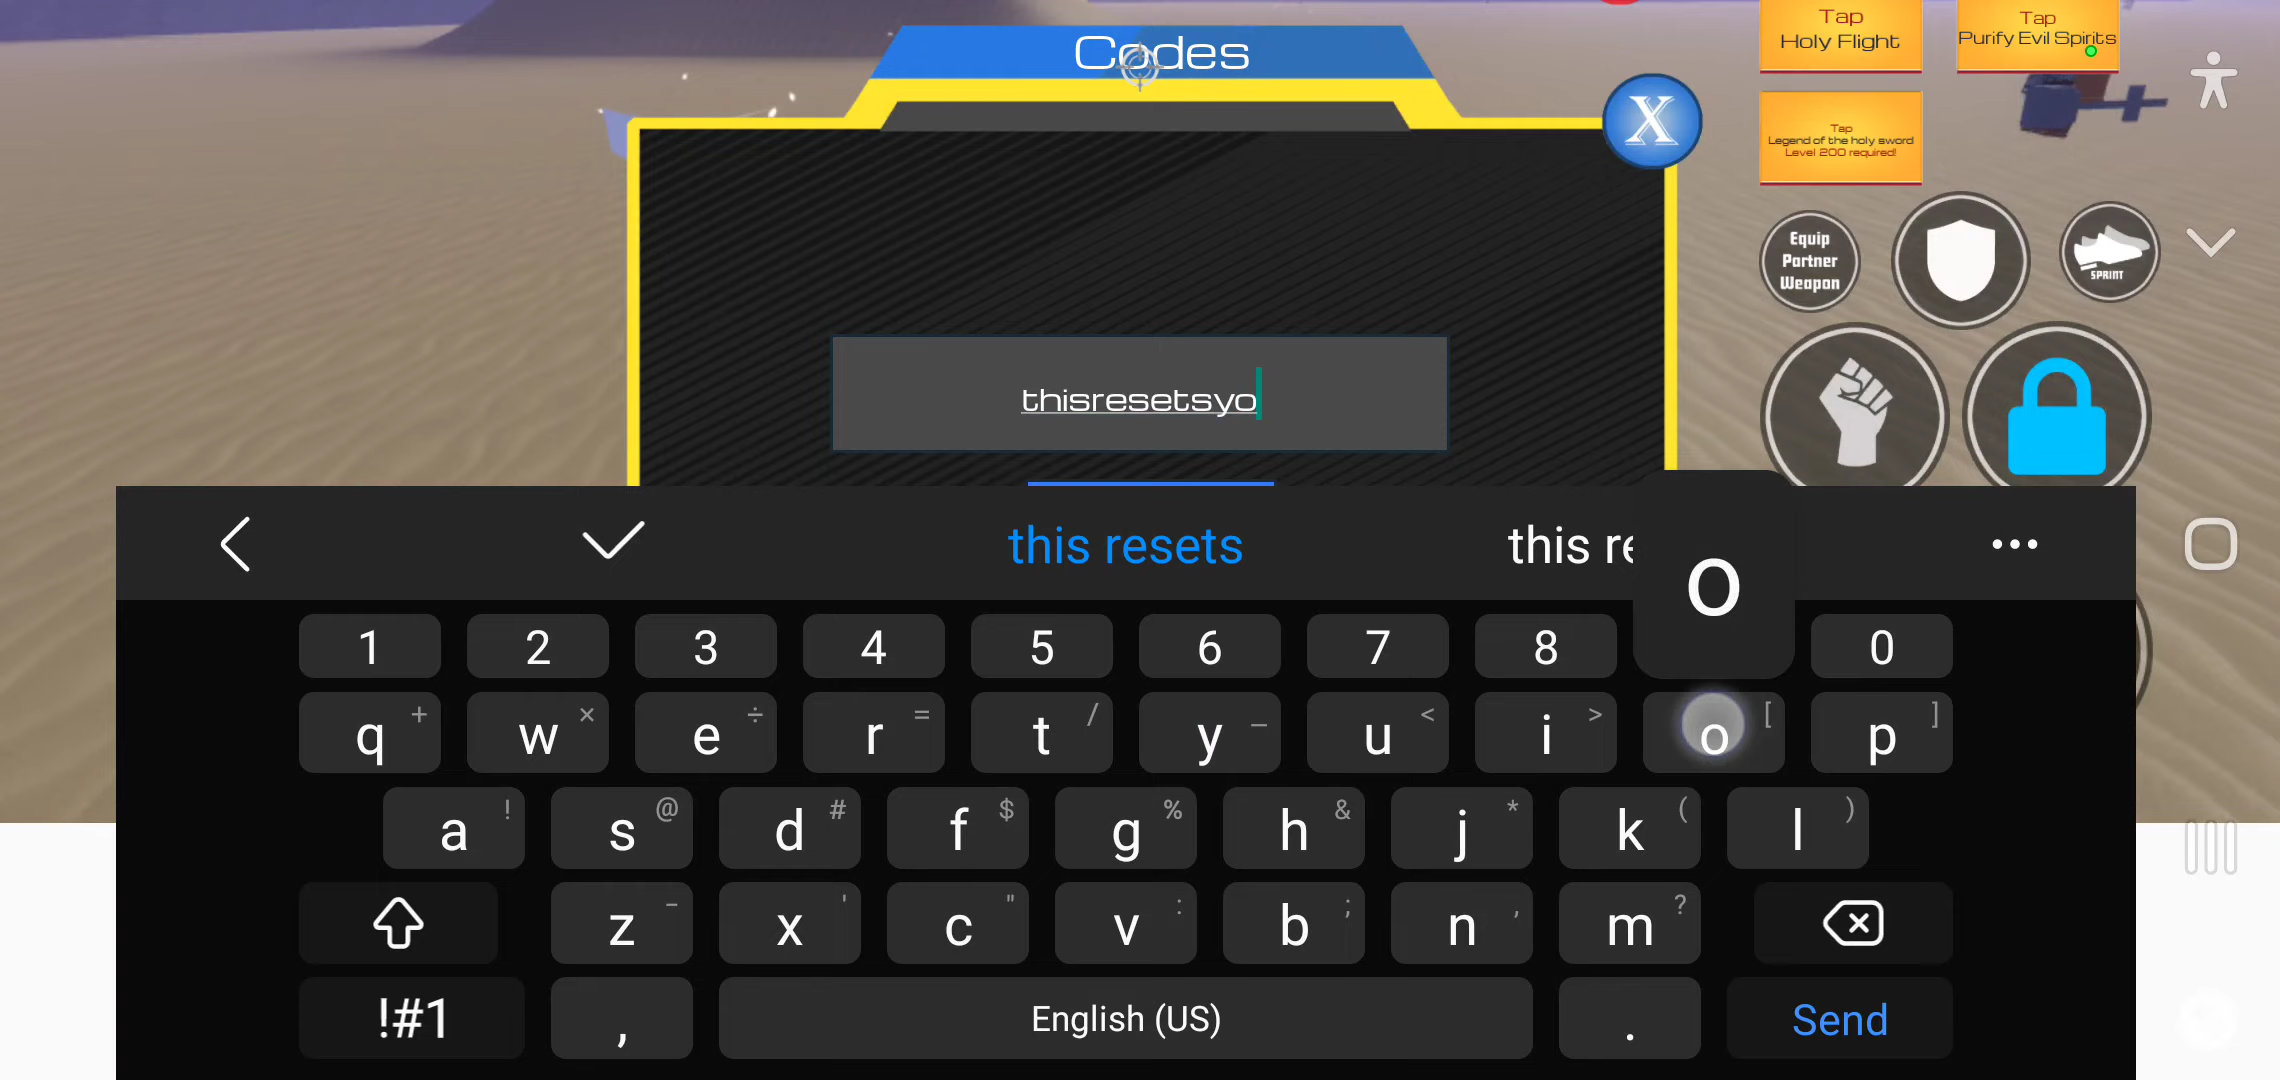 Codes
X
Tap
Holy Flight
Tap
Purify Evil Spirits
Tap
Legend of the holy sword
Level 200 required!
Equip
Partner
Weapon
SPRINT
thisresetsyo
this resets
this re
o
1 2 3 4 5 6 7 8 0
q + w × e ÷ r = t / y _ u < i > o [ p ]
a ! s @ d # f $ g % h & j * k ( l )
z - x ' c " v : b ; n , m ?
!#1 , English (US) . Send